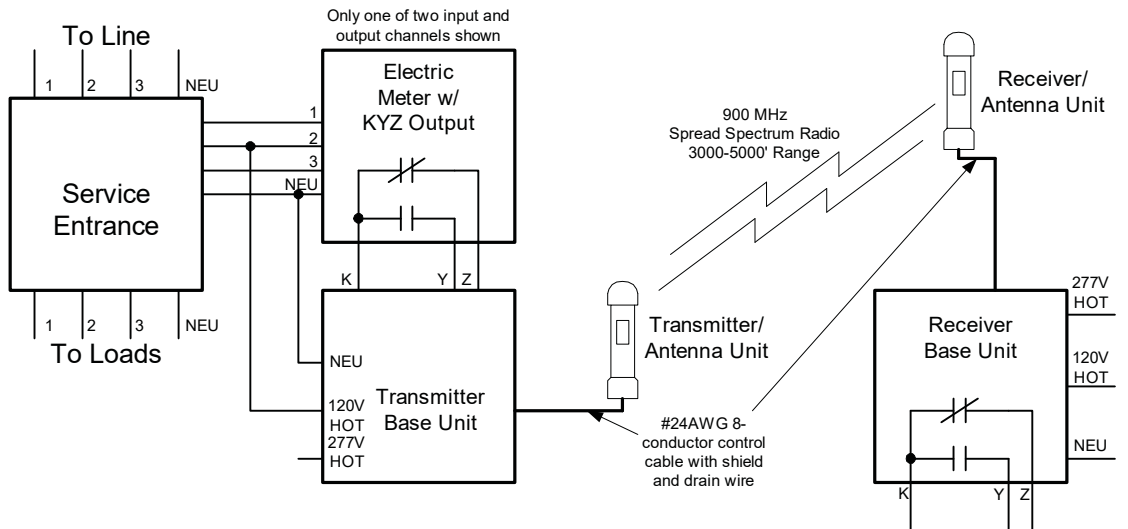 Only one of two input and
output channels shown
To Line
1 2 3 NEU
Service
Entrance
1 2 3 NEU
To Loads
Electric
Meter w/
KYZ Output
1
2
3
NEU
K Y Z
NEU
120V
HOT
277V
HOT
Transmitter
Base Unit
Transmitter/
Antenna Unit
900 MHz
Spread Spectrum Radio
3000-5000' Range
Receiver/
Antenna Unit
#24AWG 8-
conductor control
cable with shield
and drain wire
Receiver
Base Unit
277V
HOT
120V
HOT
NEU
K Y Z